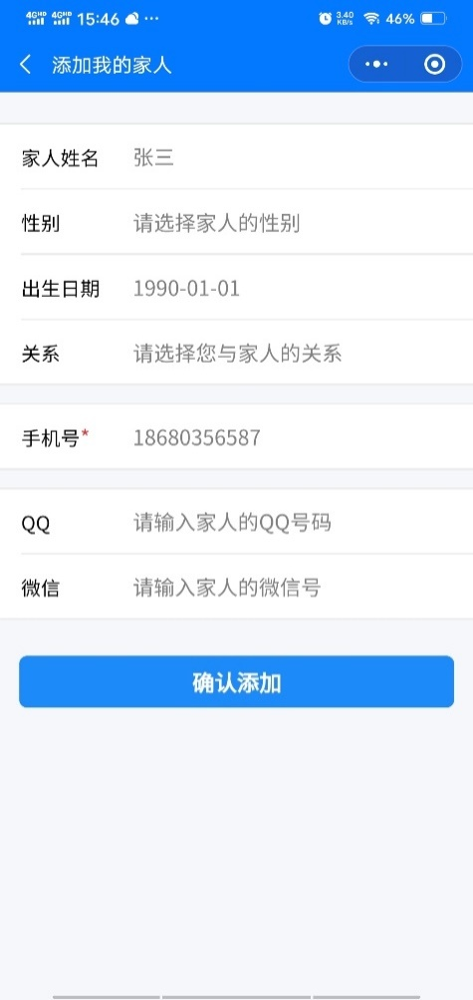 4GHD 4GHD 15:46 ··· 3.40 KB/s 46%
添加我的家人
家人姓名 张三
性别 请选择家人的性别
出生日期 1990-01-01
关系 请选择您与家人的关系
手机号* 18680356587
QQ 请输入家人的QQ号码
微信 请输入家人的微信号
确认添加